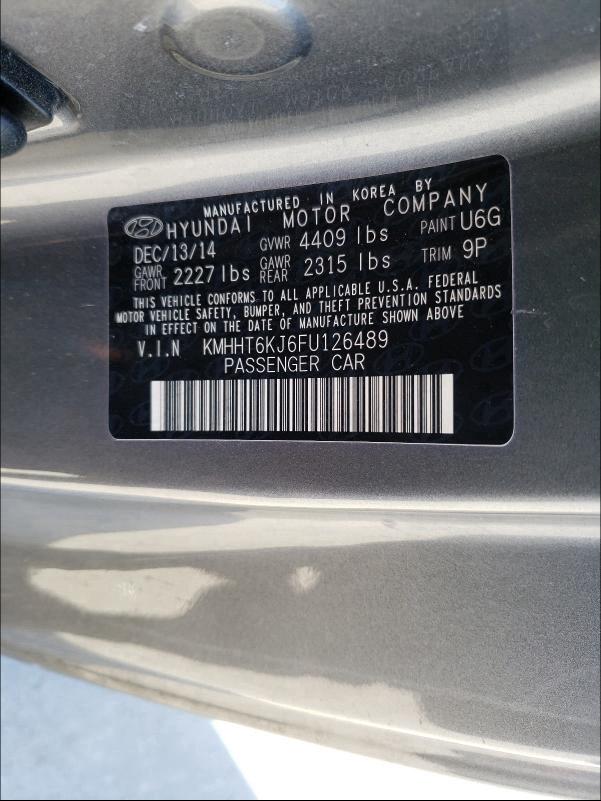 MANUFACTURED IN KOREA BY
HYUNDAI MOTOR COMPANY
DEC/13/14 GVWR 4409 lbs PAINT U6G
GAWR FRONT 2227 lbs GAWR REAR 2315 lbs TRIM 9P
THIS VEHICLE CONFORMS TO ALL APPLICABLE U.S.A. FEDERAL
MOTOR VEHICLE SAFETY, BUMPER, AND THEFT PREVENTION STANDARDS
IN EFFECT ON THE DATE OF MANUFACTURE SHOWN ABOVE
V.I.N KMHHT6KJ6FU126489
PASSENGER CAR